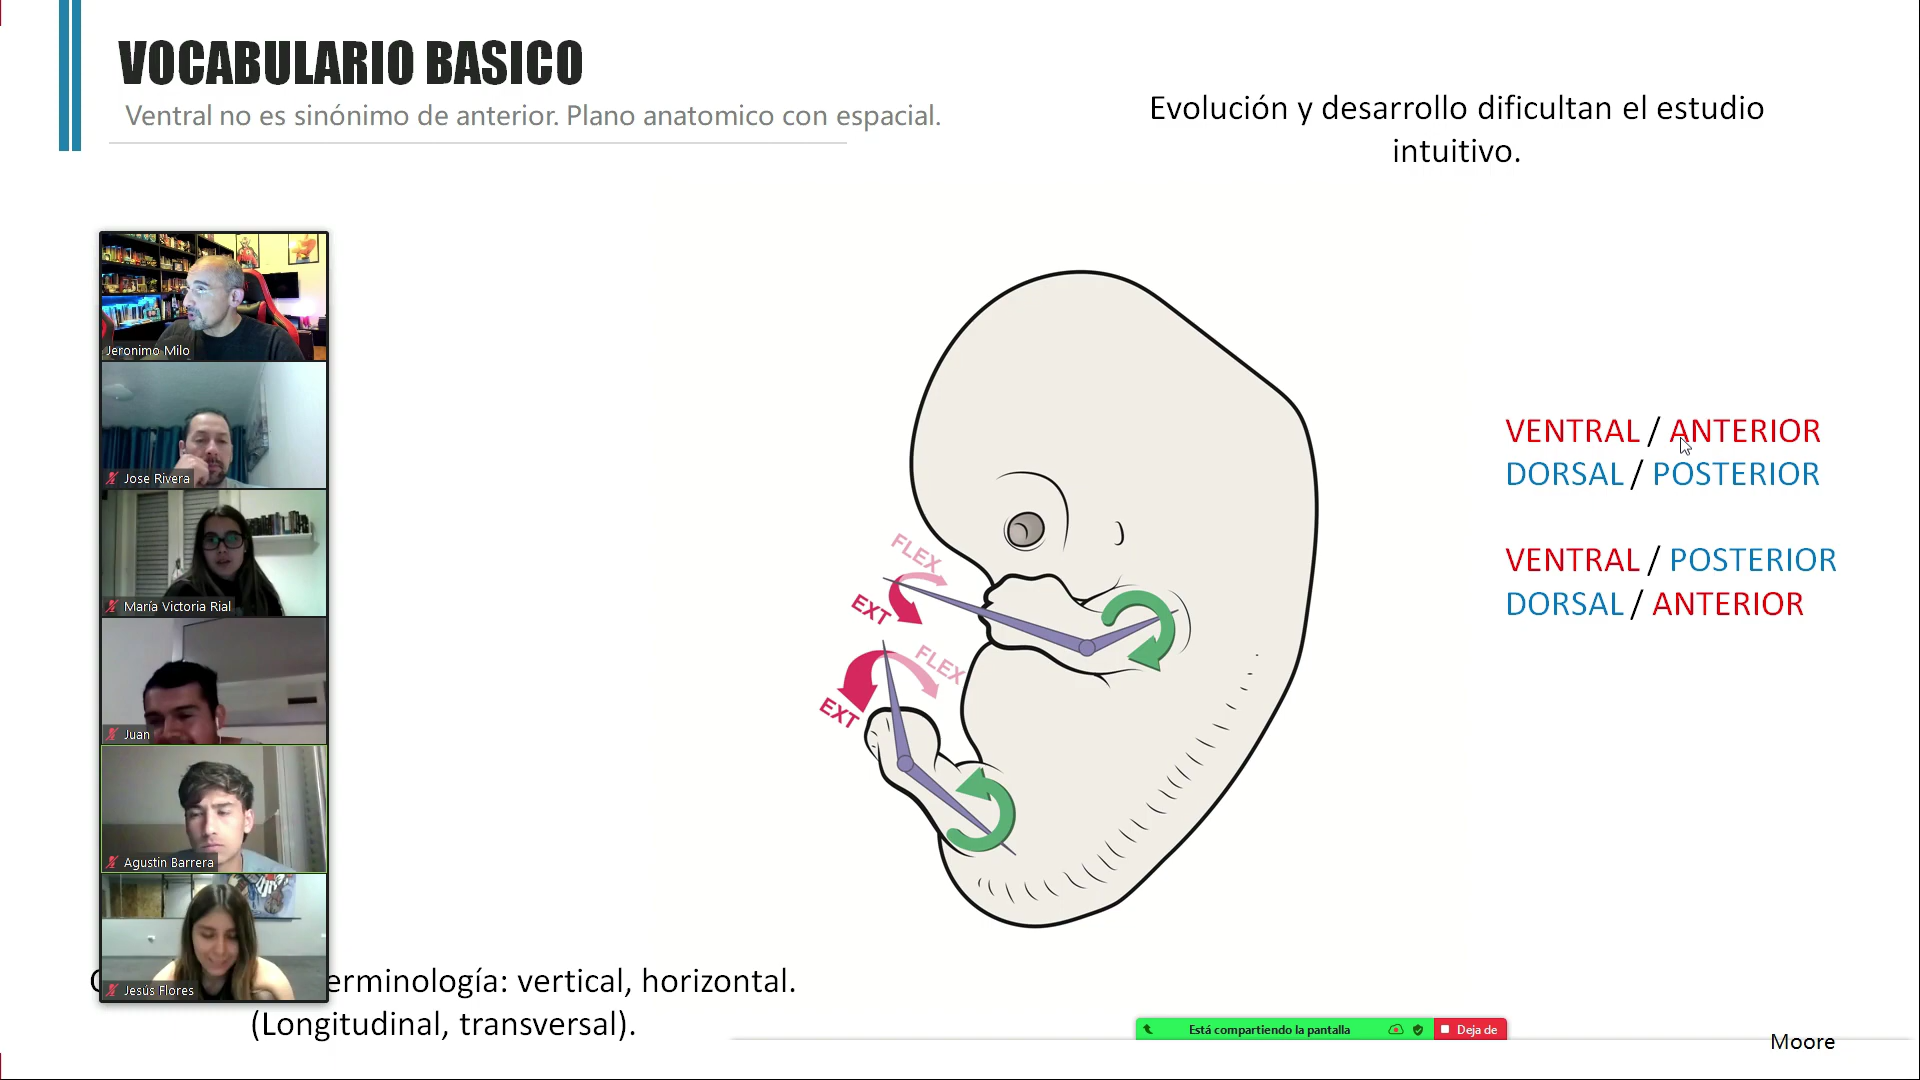 VOCABULARIO BASICO
Ventral no es sinónimo de anterior. Plano anatomico con espacial.
Evolución y desarrollo dificultan el estudio
intuitivo.
Jeronimo Milo
Jose Rivera
María Victoria Rial
Juan
Agustin Barrera
Jesús Flores
FLEX
EXT
FLEX
EXT
VENTRAL / ANTERIOR
DORSAL / POSTERIOR
VENTRAL / POSTERIOR
DORSAL / ANTERIOR
vertical, horizontal.
(Longitudinal, transversal).
Está compartiendo la pantalla
Deja de
Moore